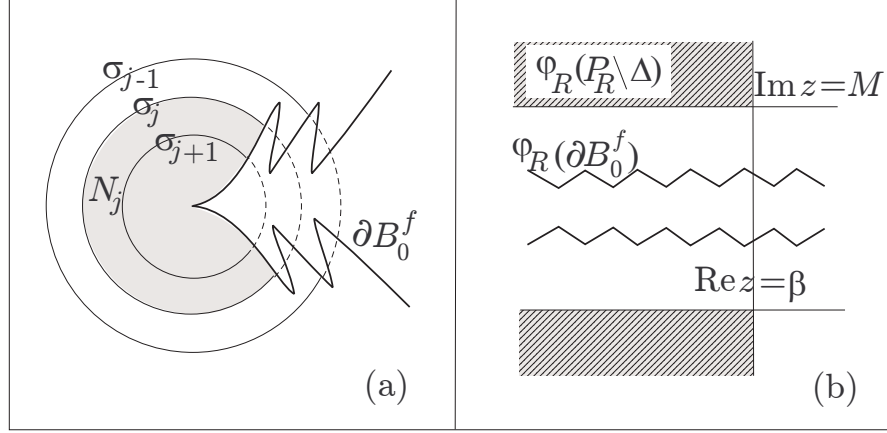 σj-1
σj
σj+1
Nj
∂B₀ᶠ
(a)
φR(PR\Δ)
Im z=M
φR(∂B₀ᶠ)
Re z=β
(b)